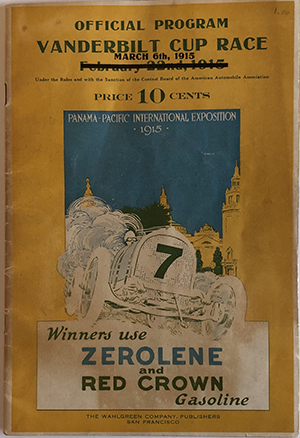 OFFICIAL PROGRAM
VANDERBILT CUP RACE
MARCH 6th, 1915
February 22nd, 1915
Under the Rules and with the Sanction of the Contest Board of the American Automobile Association
PRICE 10 CENTS
PANAMA-PACIFIC INTERNATIONAL EXPOSITION
·1915·
7
Winners use
ZEROLENE
and
RED CROWN
Gasoline
THE WAHLGREEN COMPANY, PUBLISHERS
SAN FRANCISCO